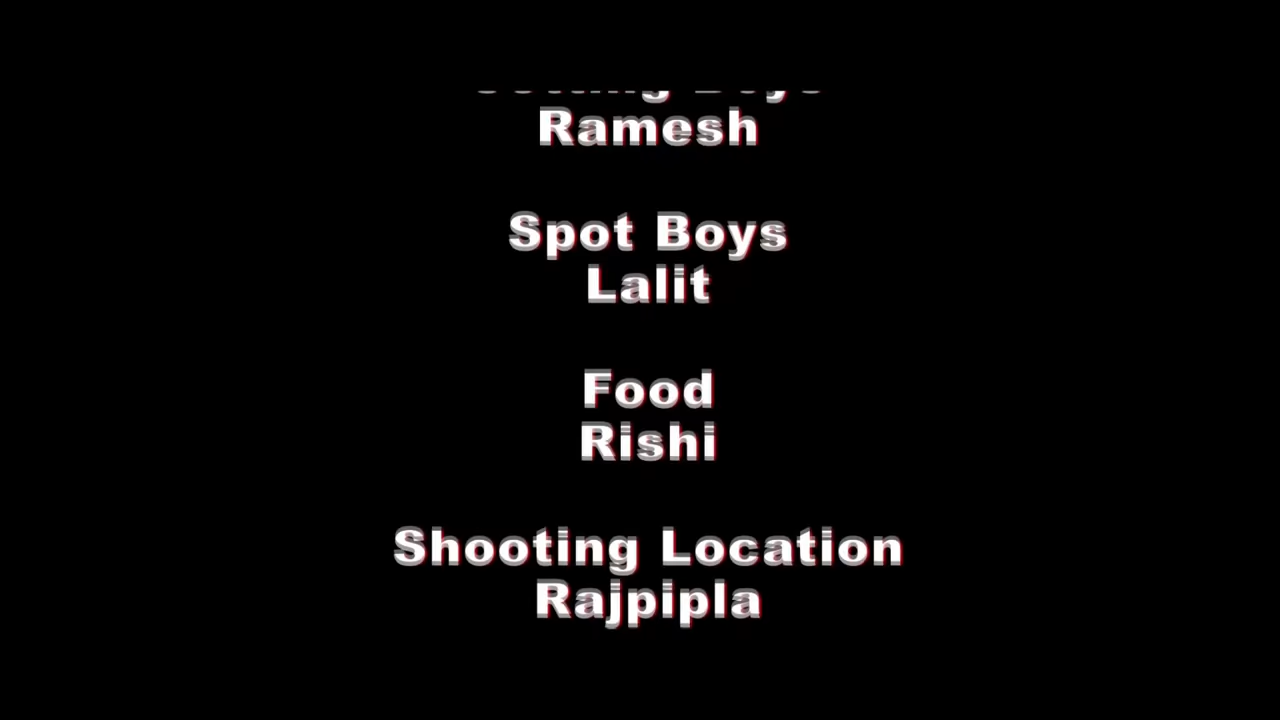 Ramesh
Spot Boys
Lalit
Food
Rishi
Shooting Location
Rajpipla